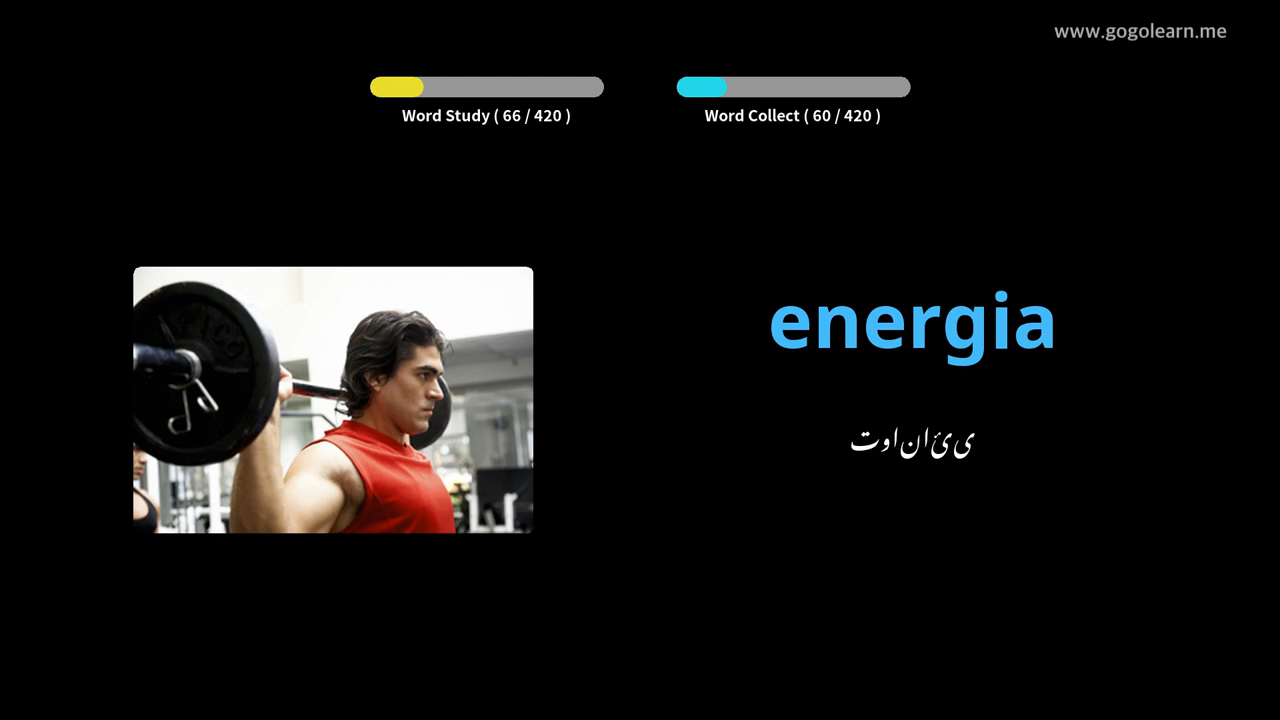 www.gogolearn.me
Word Study ( 66 / 420 )
Word Collect ( 60 / 420 )
energia
توانائی